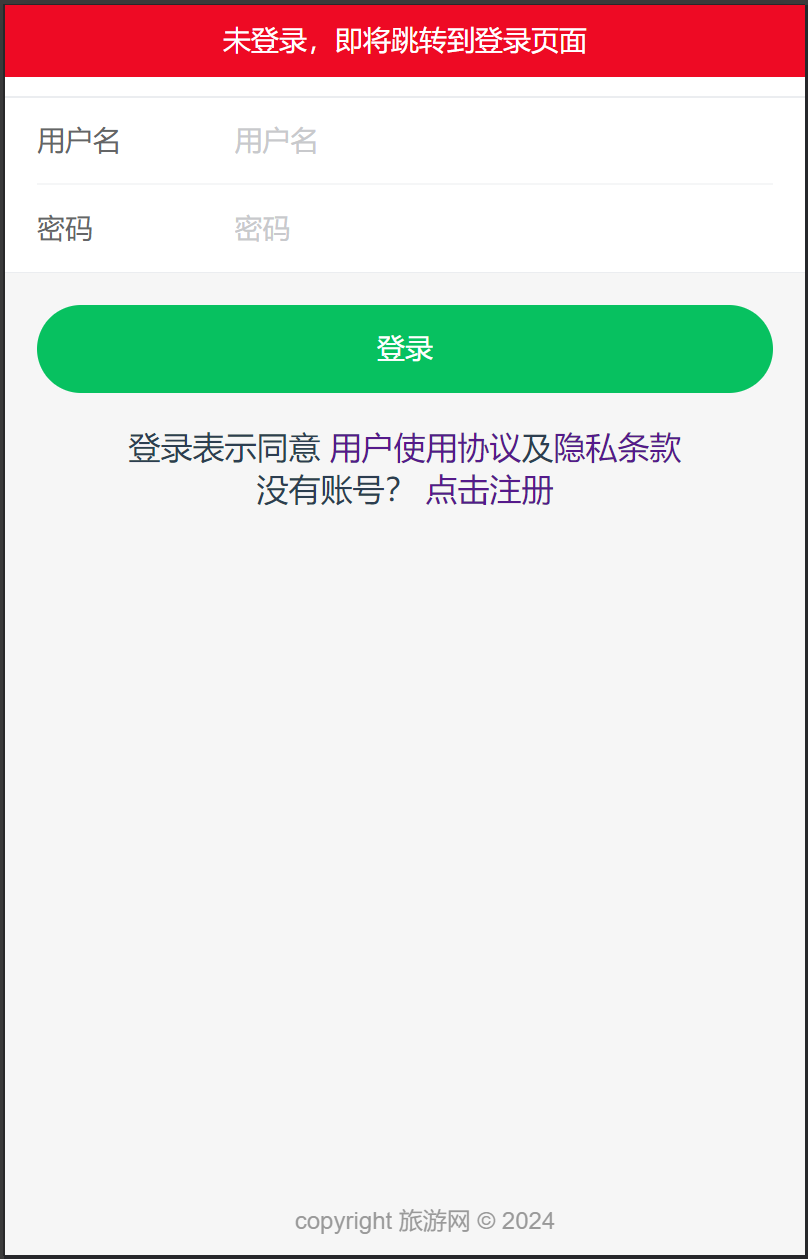 未登录，即将跳转到登录页面
用户名 用户名
密码 密码
登录
登录表示同意 用户使用协议及隐私条款
没有账号？ 点击注册
copyright 旅游网 © 2024